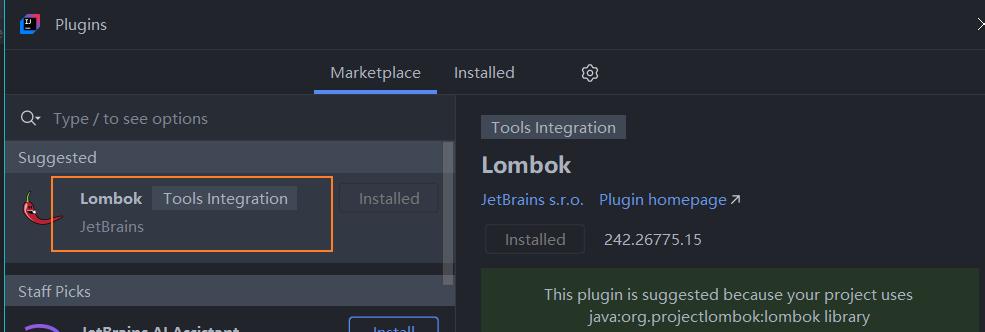 Plugins
Marketplace Installed
Type / to see options
Suggested
Lombok Tools Integration Installed
JetBrains
Staff Picks
JetBrains AI Assistant Install
Tools Integration
Lombok
JetBrains s.r.o. Plugin homepage
Installed 242.26775.15
This plugin is suggested because your project uses
java:org.projectlombok:lombok library